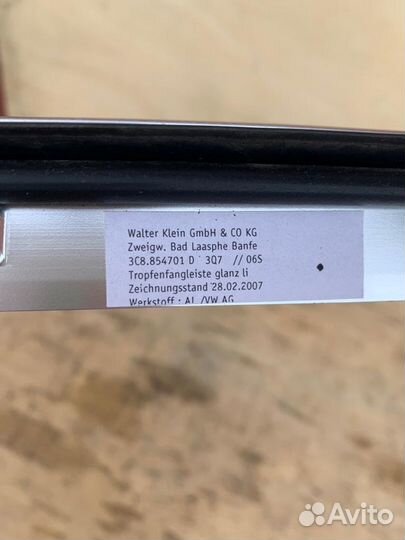 Walter Klein GmbH & CO KG
Zweigw. Bad Laasphe Banfe
3C8.854701 D 3Q7 // 06S
Tropfenfangleiste glanz li
Zeichnungsstand 28.02.2007
Werkstoff : AL /VW AG
Avito